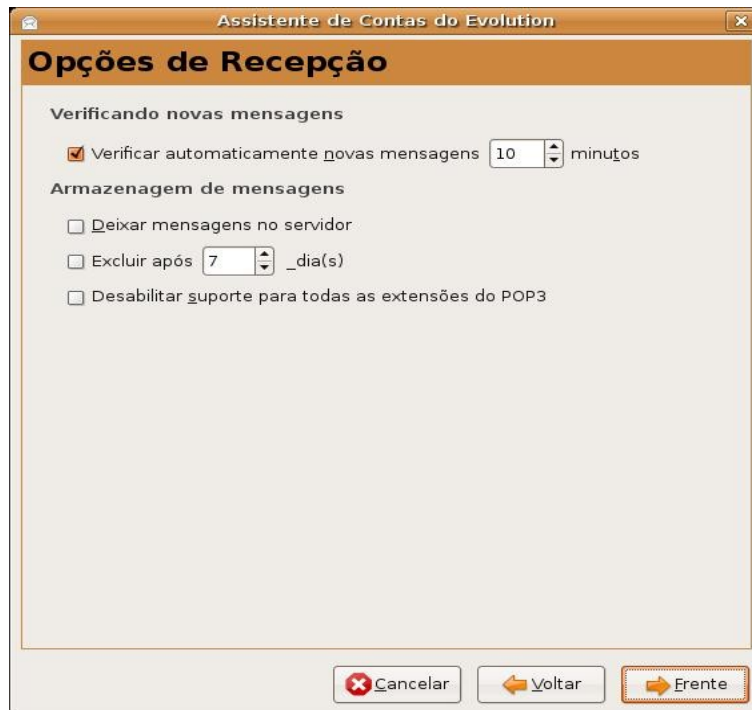 Assistente de Contas do Evolution
Opções de Recepção
Verificando novas mensagens
Verificar automaticamente novas mensagens 10 minutos
Armazenagem de mensagens
Deixar mensagens no servidor
Excluir após 7 _dia(s)
Desabilitar suporte para todas as extensões do POP3
Cancelar Voltar Frente